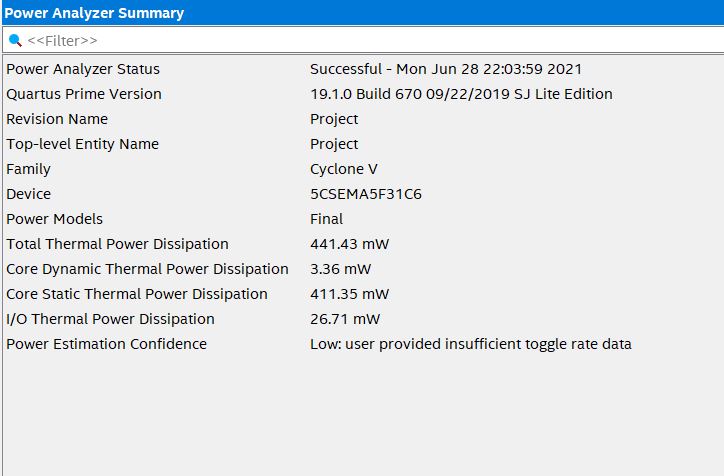 Power Analyzer Summary
<<Filter>>
Power Analyzer Status Successful - Mon Jun 28 22:03:59 2021
Quartus Prime Version 19.1.0 Build 670 09/22/2019 SJ Lite Edition
Revision Name Project
Top-level Entity Name Project
Family Cyclone V
Device 5CSEMA5F31C6
Power Models Final
Total Thermal Power Dissipation 441.43 mW
Core Dynamic Thermal Power Dissipation 3.36 mW
Core Static Thermal Power Dissipation 411.35 mW
I/O Thermal Power Dissipation 26.71 mW
Power Estimation Confidence Low: user provided insufficient toggle rate data